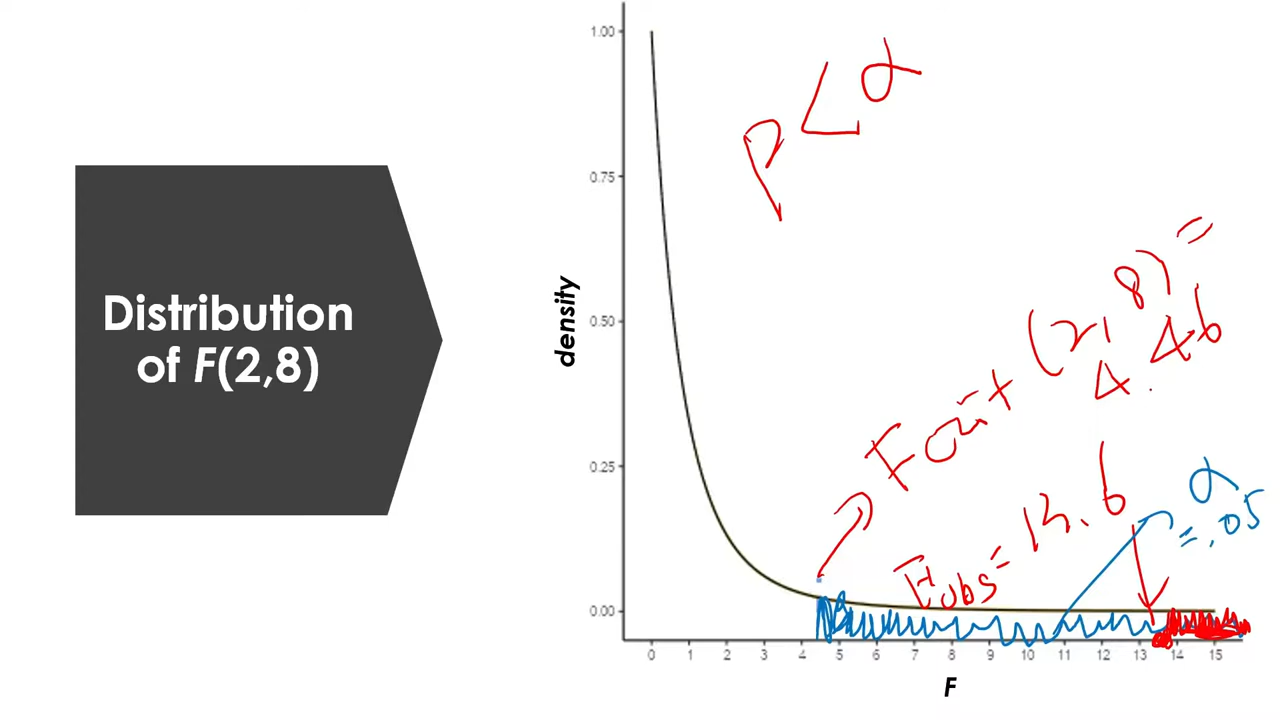 Distribution
of F(2,8)
1.00
0.75
0.50
0.25
0.00
density
0 1 2 3 4 5 6 7 8 9 10 11 12 13 14 15
F
P < α
Fcrit (2,8) =
4.46
Fobs = 13.6
α
=.05